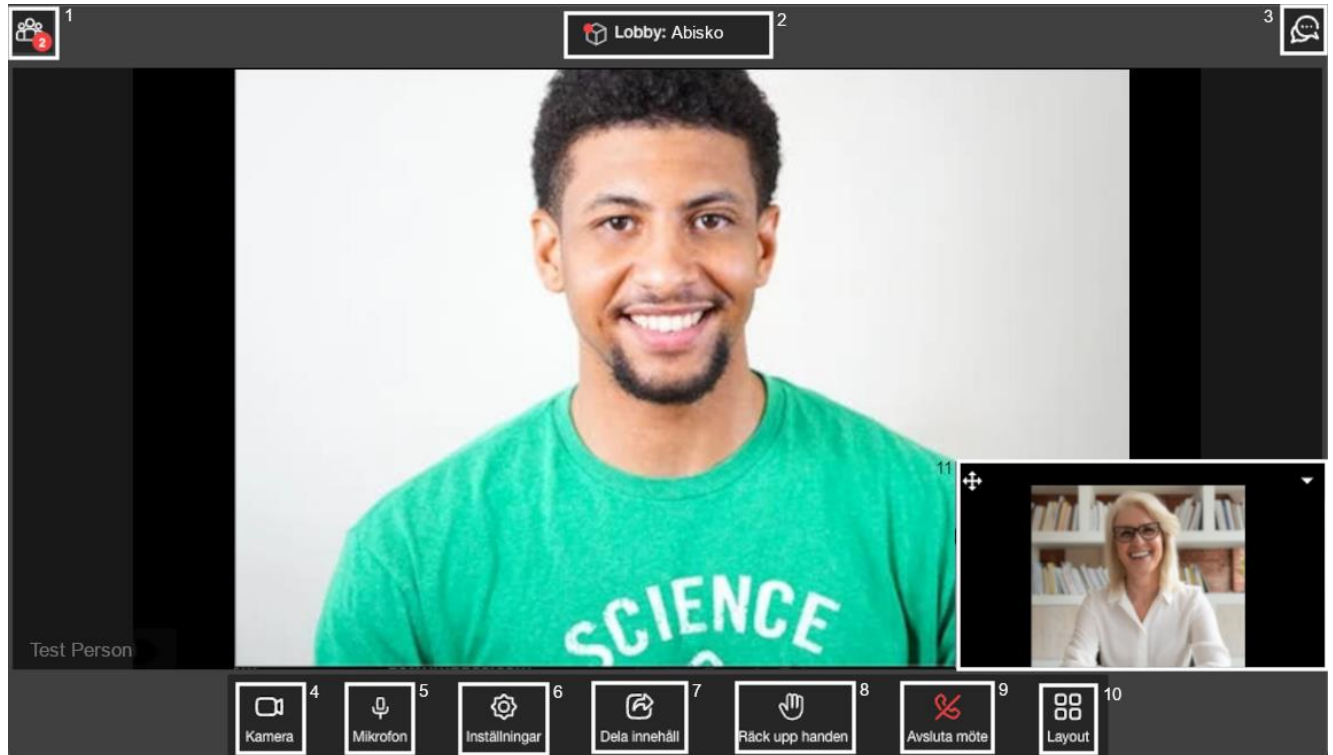 1
2
Lobby: Abisko
2
3
SCIENCE
11
Test Person
4
Kamera
5
Mikrofon
6
Inställningar
7
Dela innehåll
8
Räck upp handen
9
Avsluta möte
10
Layout